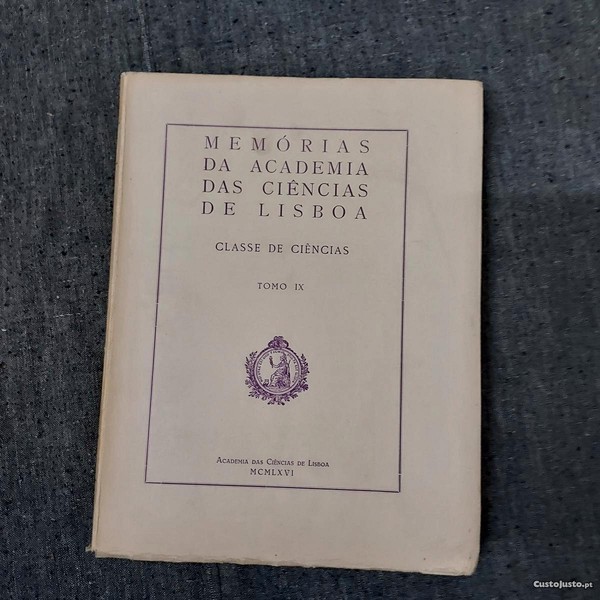 MEMÓRIAS
DA ACADEMIA
DAS CIÊNCIAS
DE LISBOA
CLASSE DE CIÊNCIAS
TOMO IX
ACADEMIA DAS CIÊNCIAS DE LISBOA
MCMLXVI
CustoJusto.pt